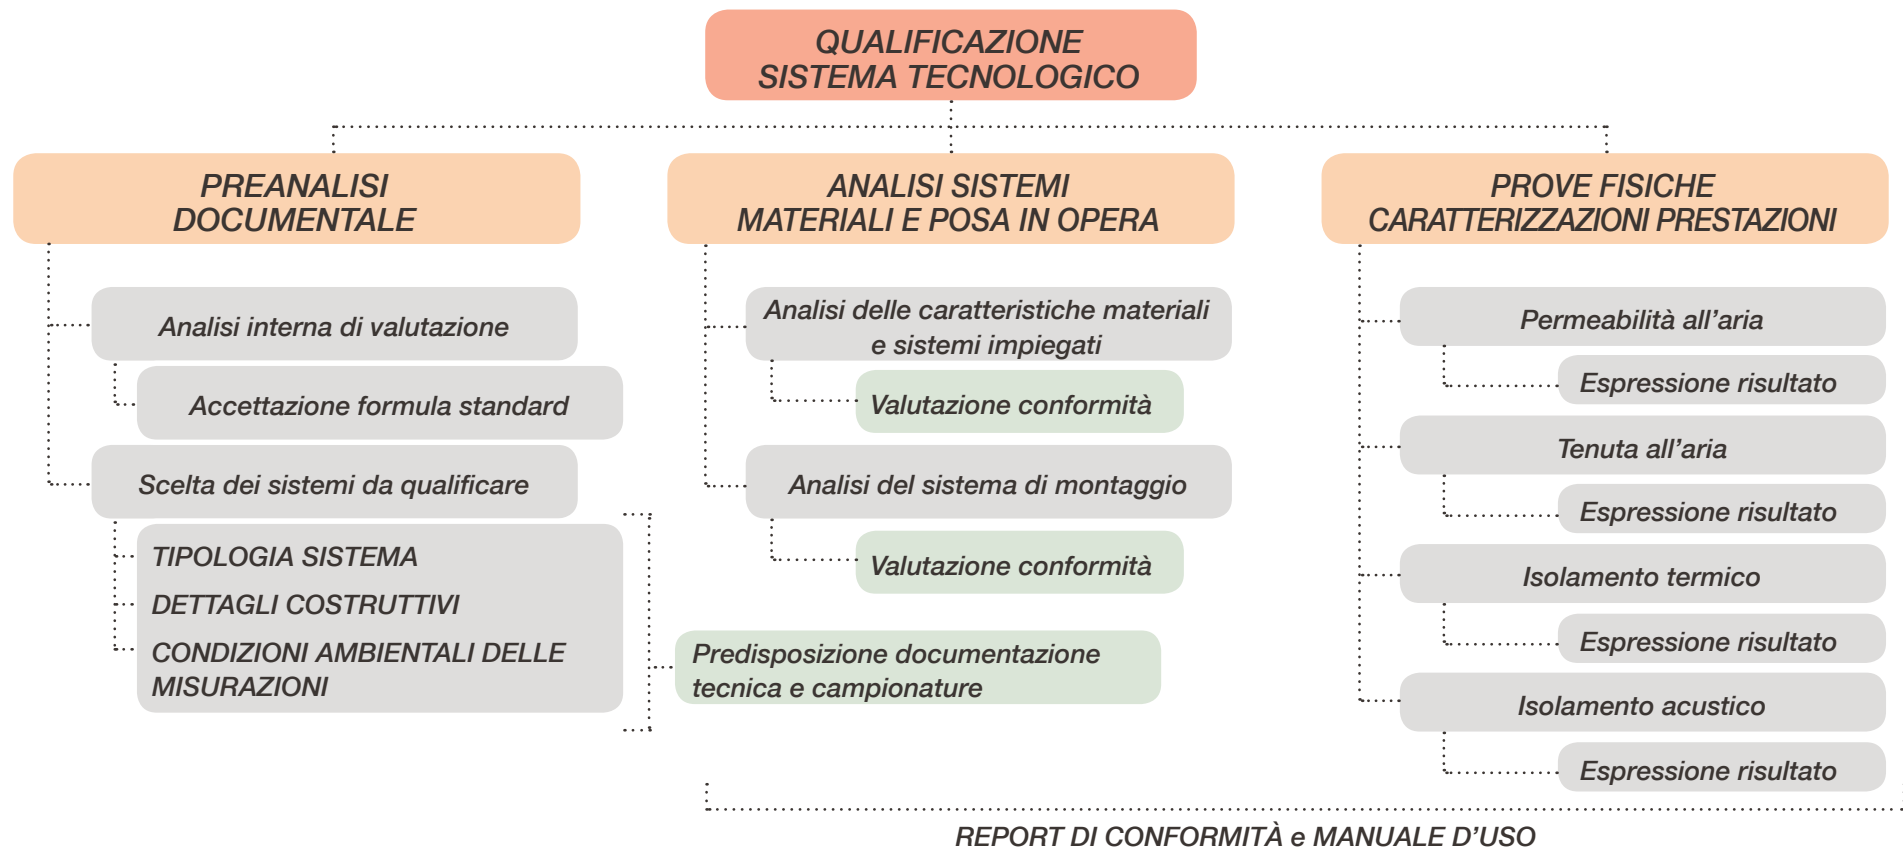 QUALIFICAZIONE
SISTEMA TECNOLOGICO
PREANALISI
DOCUMENTALE
Analisi interna di valutazione
Accettazione formula standard
Scelta dei sistemi da qualificare
TIPOLOGIA SISTEMA
DETTAGLI COSTRUTTIVI
CONDIZIONI AMBIENTALI DELLE
MISURAZIONI
ANALISI SISTEMI
MATERIALI E POSA IN OPERA
Analisi delle caratteristiche materiali
e sistemi impiegati
Valutazione conformità
Analisi del sistema di montaggio
Valutazione conformità
Predisposizione documentazione
tecnica e campionature
PROVE FISICHE
CARATTERIZZAZIONI PRESTAZIONI
Permeabilità all'aria
Espressione risultato
Tenuta all'aria
Espressione risultato
Isolamento termico
Espressione risultato
Isolamento acustico
Espressione risultato
REPORT DI CONFORMITÀ e MANUALE D'USO